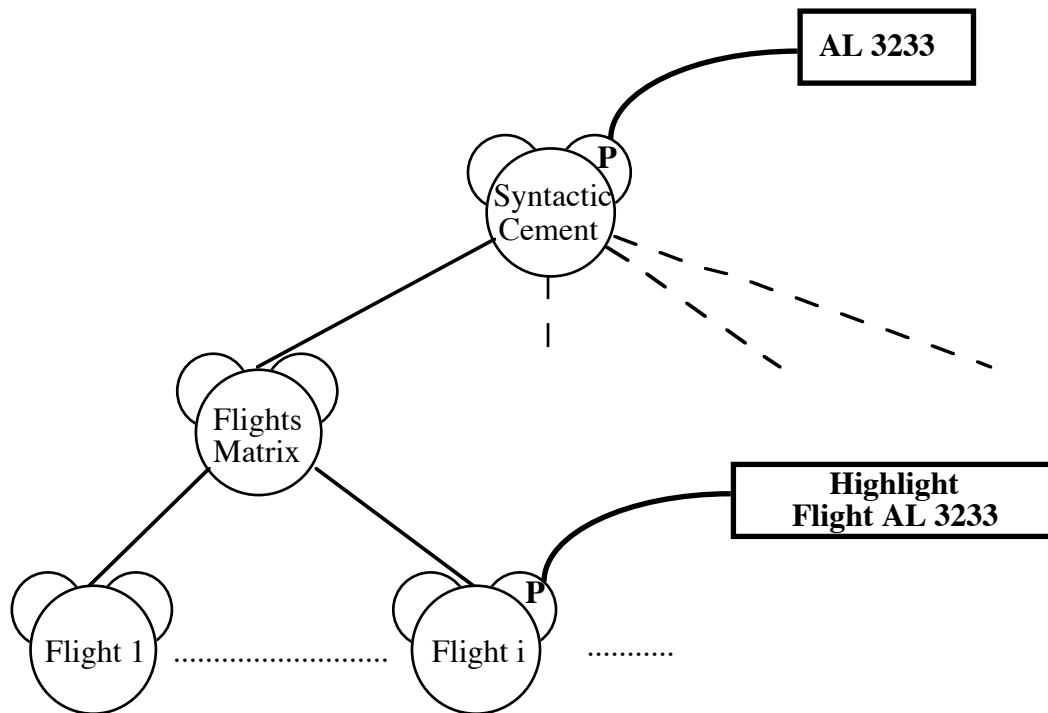 AL 3233
P
Syntactic
Cement
Flights
Matrix
Highlight
Flight AL 3233
P
Flight 1
Flight i